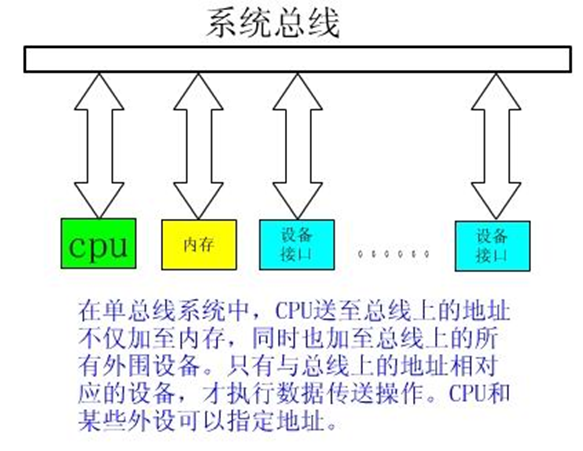 系统总线
cpu
内存
设备
接口
。。。。。。
设备
接口
在单总线系统中，CPU送至总线上的地址
不仅加至内存，同时也加至总线上的所
有外围设备。只有与总线上的地址相对
应的设备，才执行数据传送操作。CPU和
某些外设可以指定地址。